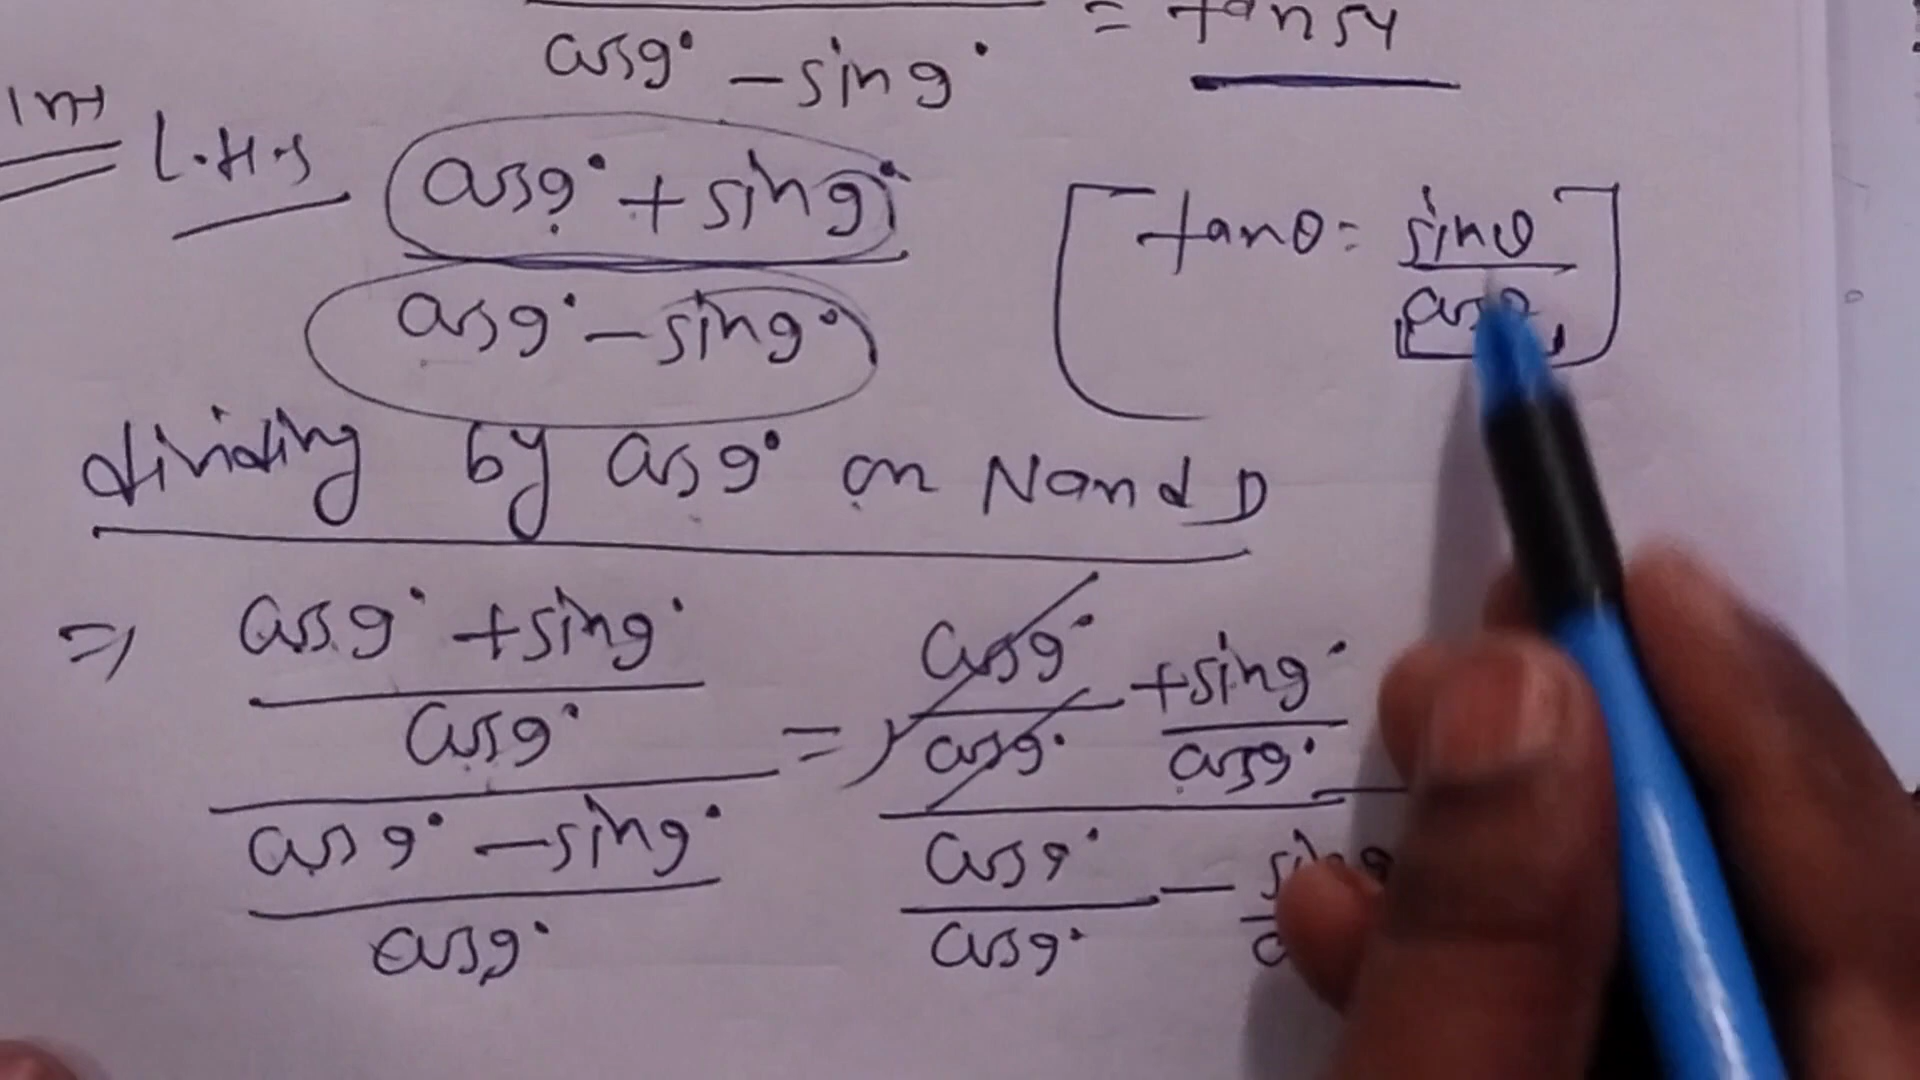 cos9° - sin9° = tan54
L.H.S cos9° + sin9°
cos9° - sin9°
[tanθ = sinθ
cosθ]
dividing by cos9° on N and D
=> cos9° + sin9° / cos9° => cos9° / cos9° + sin9° / cos9°
cos9° - sin9° / cos9° cos9° / cos9° -